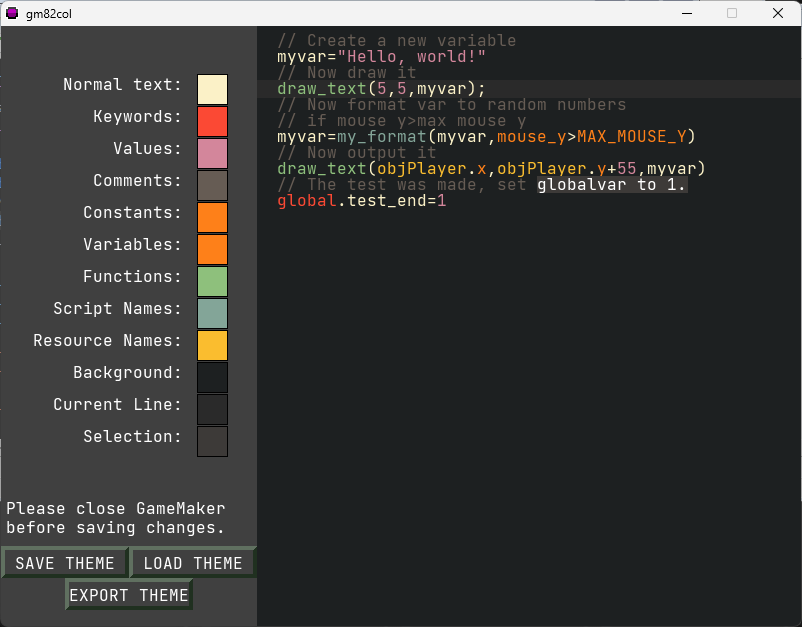 gm82col
Normal text:
Keywords:
Values:
Comments:
Constants:
Variables:
Functions:
Script Names:
Resource Names:
Background:
Current Line:
Selection:
Please close GameMaker
before saving changes.
SAVE THEME
LOAD THEME
EXPORT THEME
// Create a new variable
myvar="Hello, world!"
// Now draw it
draw_text(5,5,myvar);
// Now format var to random numbers
// if mouse y>max mouse y
myvar=my_format(myvar,mouse_y>MAX_MOUSE_Y)
// Now output it
draw_text(objPlayer.x,objPlayer.y+55,myvar)
// The test was made, set globalvar to 1.
global.test_end=1